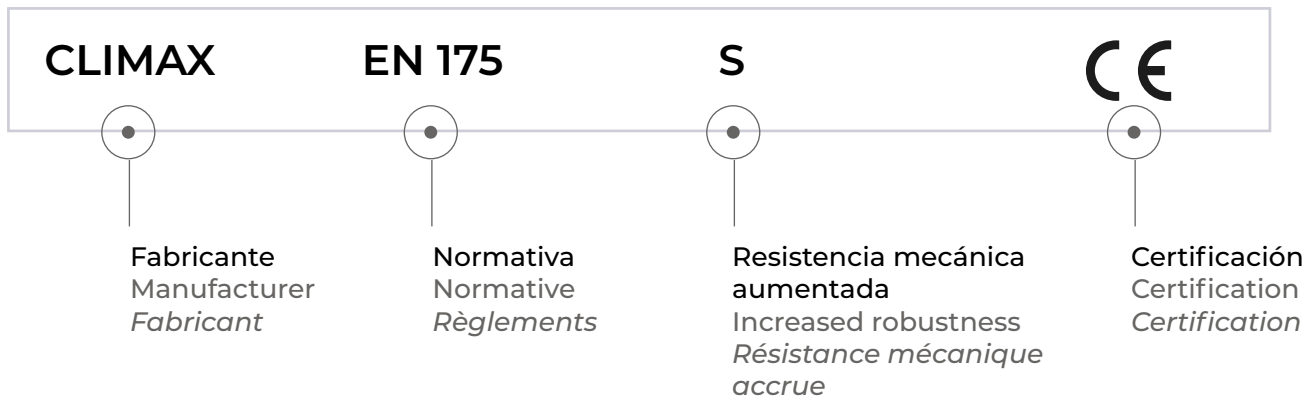 CLIMAX EN 175 S CE
Fabricante
Manufacturer
Fabricant
Normativa
Normative
Règlements
Resistencia mecánica
aumentada
Increased robustness
Résistance mécanique
accrue
Certificación
Certification
Certification